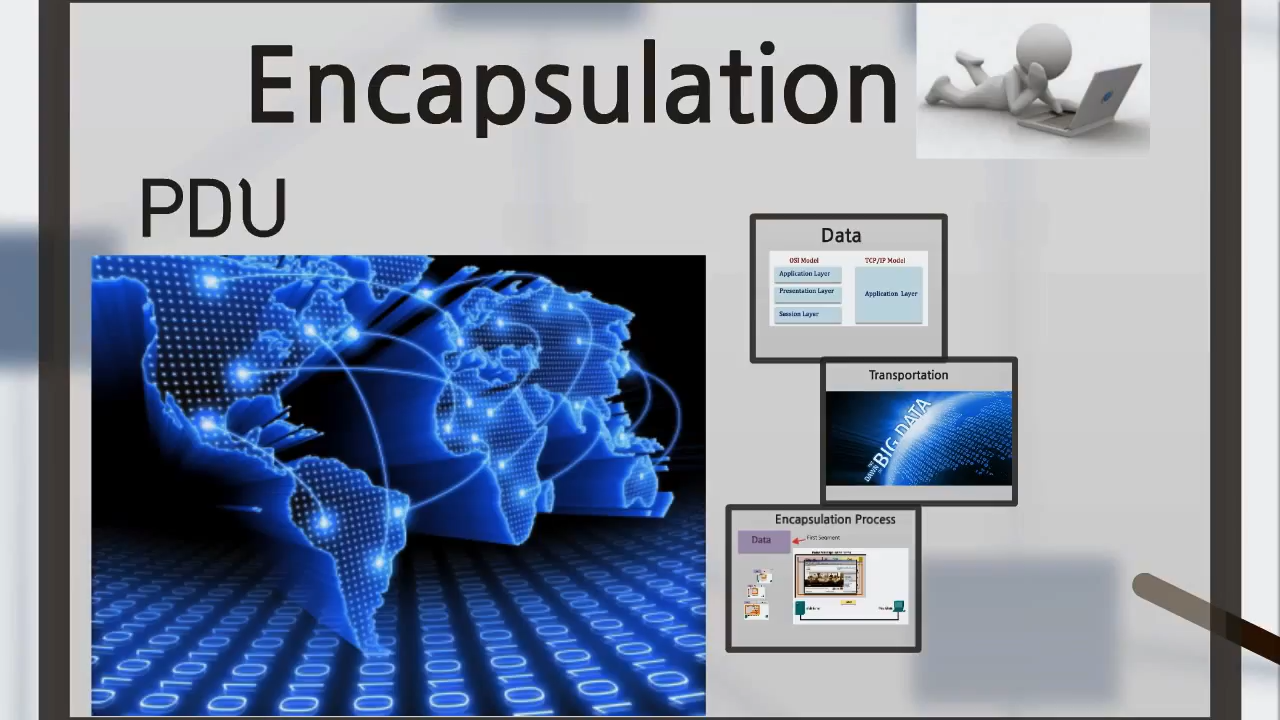 Encapsulation
PDU
Data
OSI Model
TCP/IP Model
Application Layer
Presentation Layer
Session Layer
Application Layer
Transportation
BIG DATA
Encapsulation Process
Data
First Segment